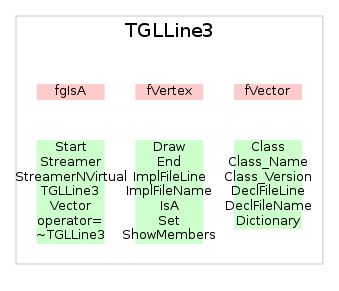 TGLLine3
fgIsA
fVertex
fVector
Start
Streamer
StreamerNVirtual
TGLLine3
Vector
operator=
~TGLLine3
Draw
End
ImplFileLine
ImplFileName
IsA
Set
ShowMembers
Class
Class_Name
Class_Version
DeclFileLine
DeclFileName
Dictionary